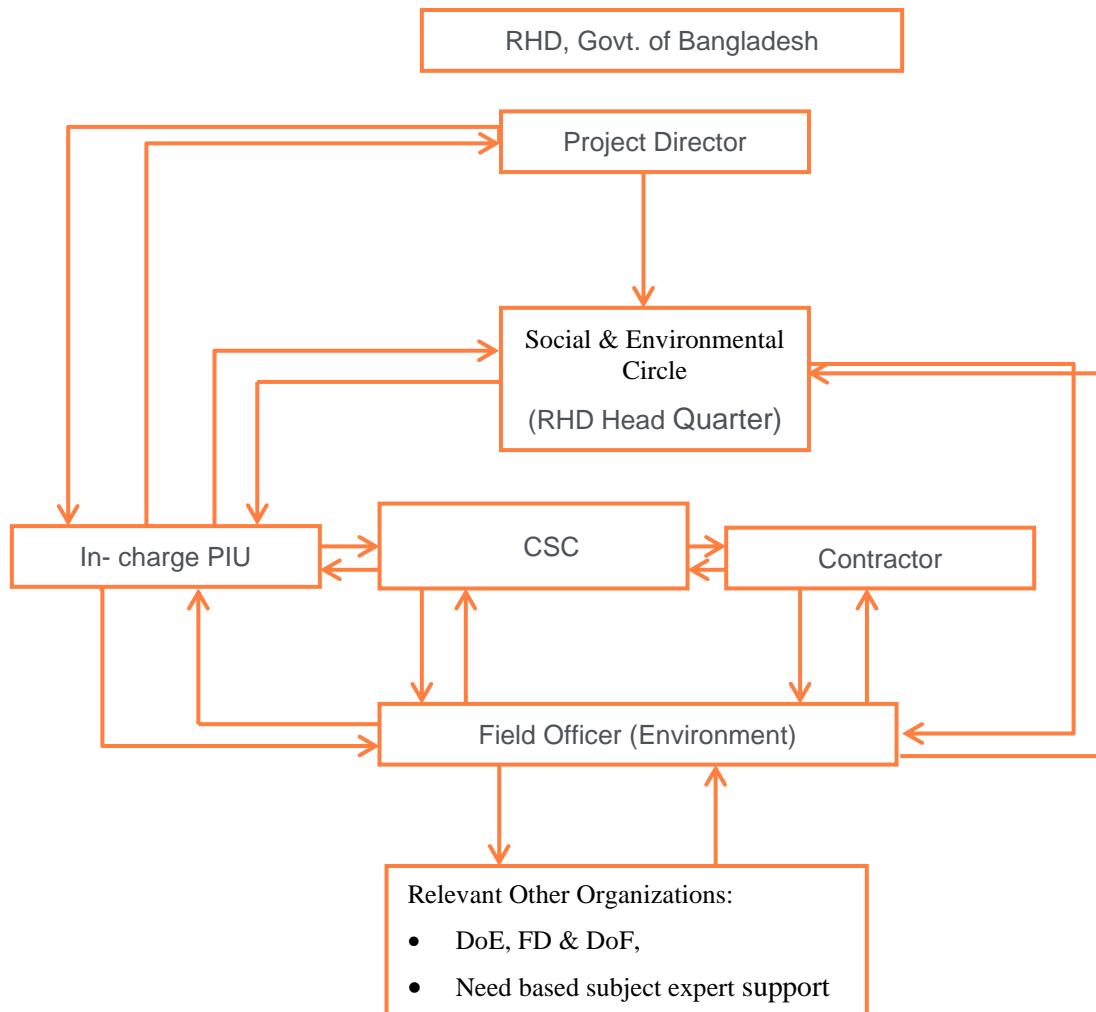 RHD, Govt. of Bangladesh
Project Director
Social & Environmental
Circle
(RHD Head Quarter)
In- charge PIU
CSC
Contractor
Field Officer (Environment)
Relevant Other Organizations:
• DoE, FD & DoF,
• Need based subject expert support